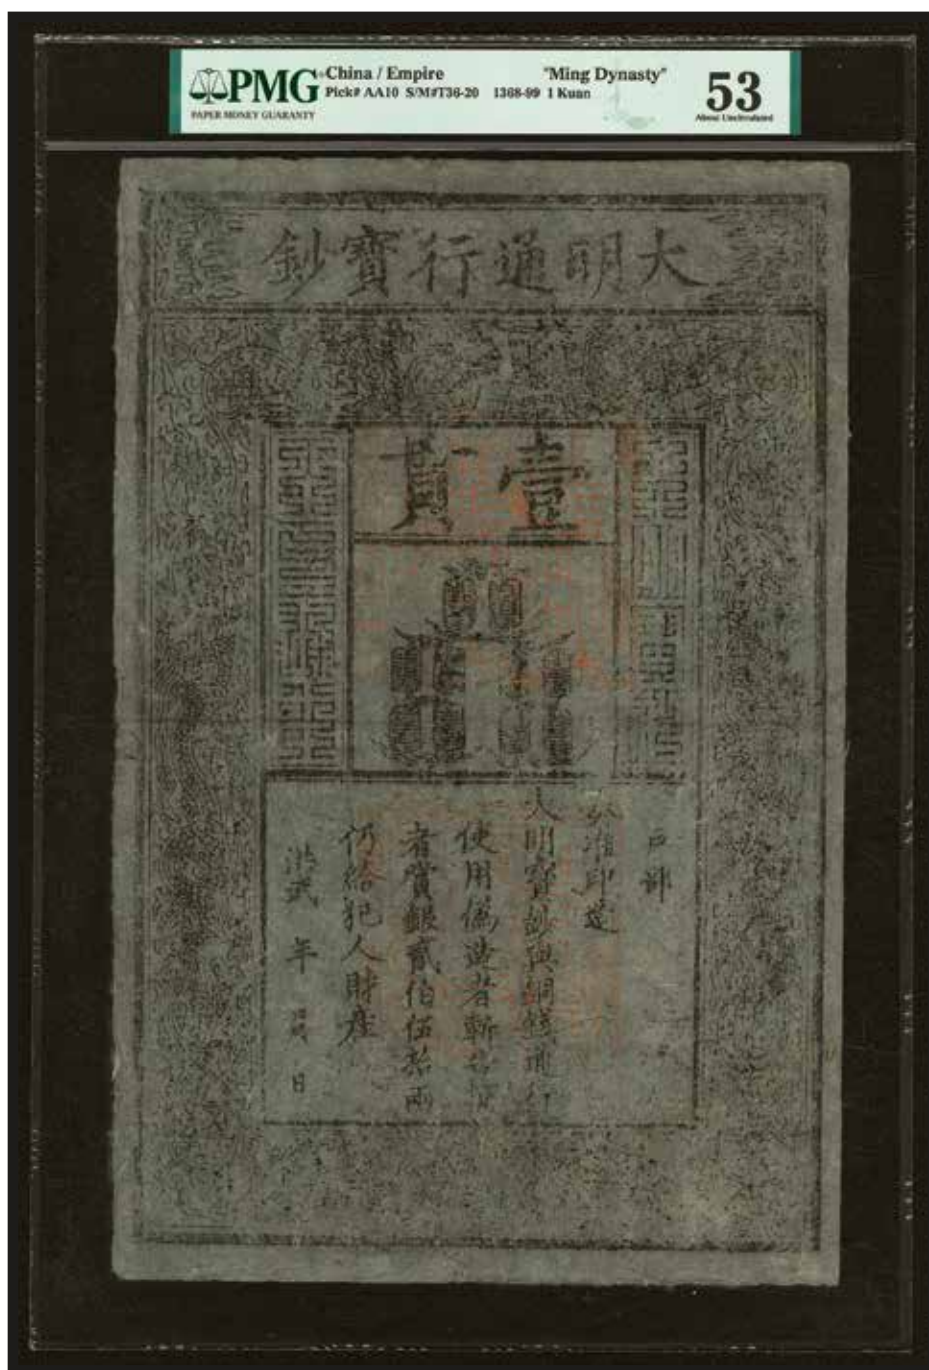 PMG
PAPER MONEY GUARANTY
China / Empire "Ming Dynasty"
Pick# AA10 S/M#T36-20 1368-99 1 Kuan
53
About Uncirculated
大明通行寶鈔
壹貫
戶部
奏准印造
大明寶鈔與銅錢通行
使用偽造者斬告捕
者賞銀貳伯伍拾兩
仍給犯人財產
洪武 年 月 日